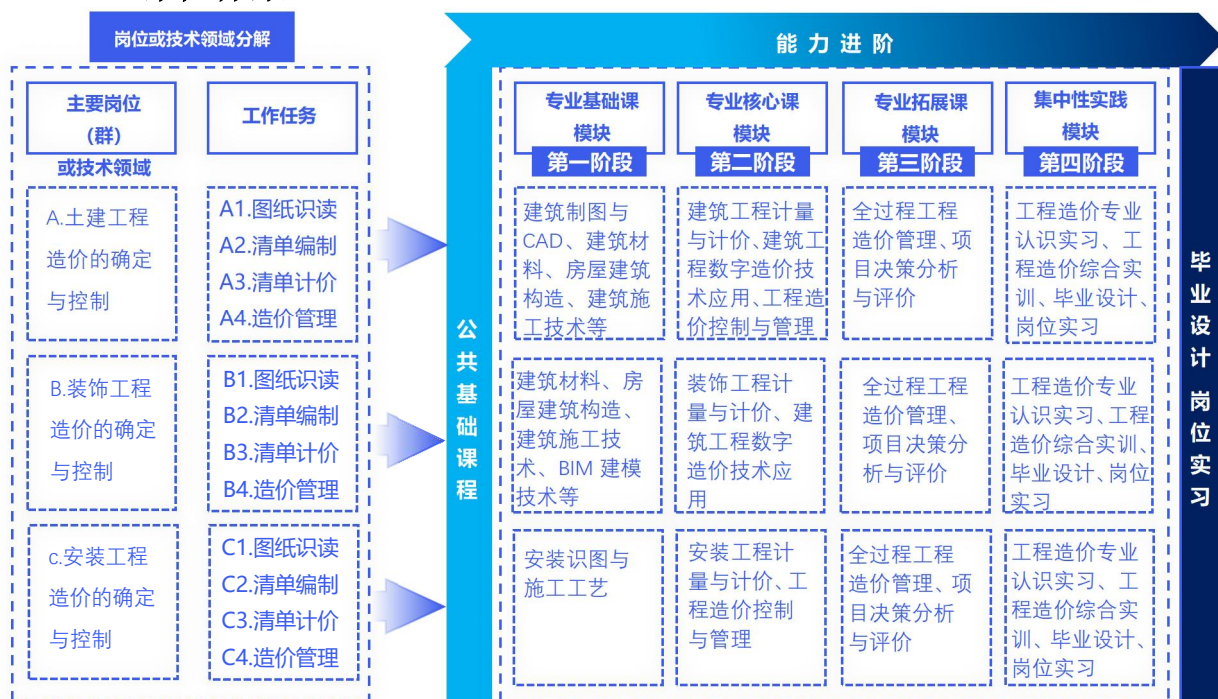 岗位或技术领域分解
能力进阶
主要岗位
(群)
或技术领域
工作任务
专业基础课
模块
第一阶段
专业核心课
模块
第二阶段
专业拓展课
模块
第三阶段
集中性实践
模块
第四阶段
A.土建工程
造价的确定
与控制
A1.图纸识读
A2.清单编制
A3.清单计价
A4.造价管理
建筑制图与
CAD、建筑材
料、房屋建筑
构造、建筑施
工技术等
建筑工程计量
与计价、建筑工
程数字造价技
术应用、工程造
价控制与管理
全过程工程
造价管理、项
目决策分析
与评价
工程造价专业
认识实习、工
程造价综合实
训、毕业设计、
岗位实习
B.装饰工程
造价的确定
与控制
B1.图纸识读
B2.清单编制
B3.清单计价
B4.造价管理
建筑材料、房
屋建筑构造、
建筑施工技
术、BIM 建模
技术等
装饰工程计
量与计价、建
筑工程数字
造价技术应
用
全过程工程
造价管理、
项目决策分
析与评价
工程造价专业
认识实习、工程
造价综合实训、
毕业设计、岗位
实习
c.安装工程
造价的确定
与控制
C1.图纸识读
C2.清单编制
C3.清单计价
C4.造价管理
安装识图与
施工工艺
安装工程计
量与计价、工
程造价控制
与管理
全过程工程
造价管理、项
目决策分析
与评价
工程造价专业
认识实习、工
程造价综合实
训、毕业设计、
岗位实习
公共基础课程
毕业设计 岗位实习